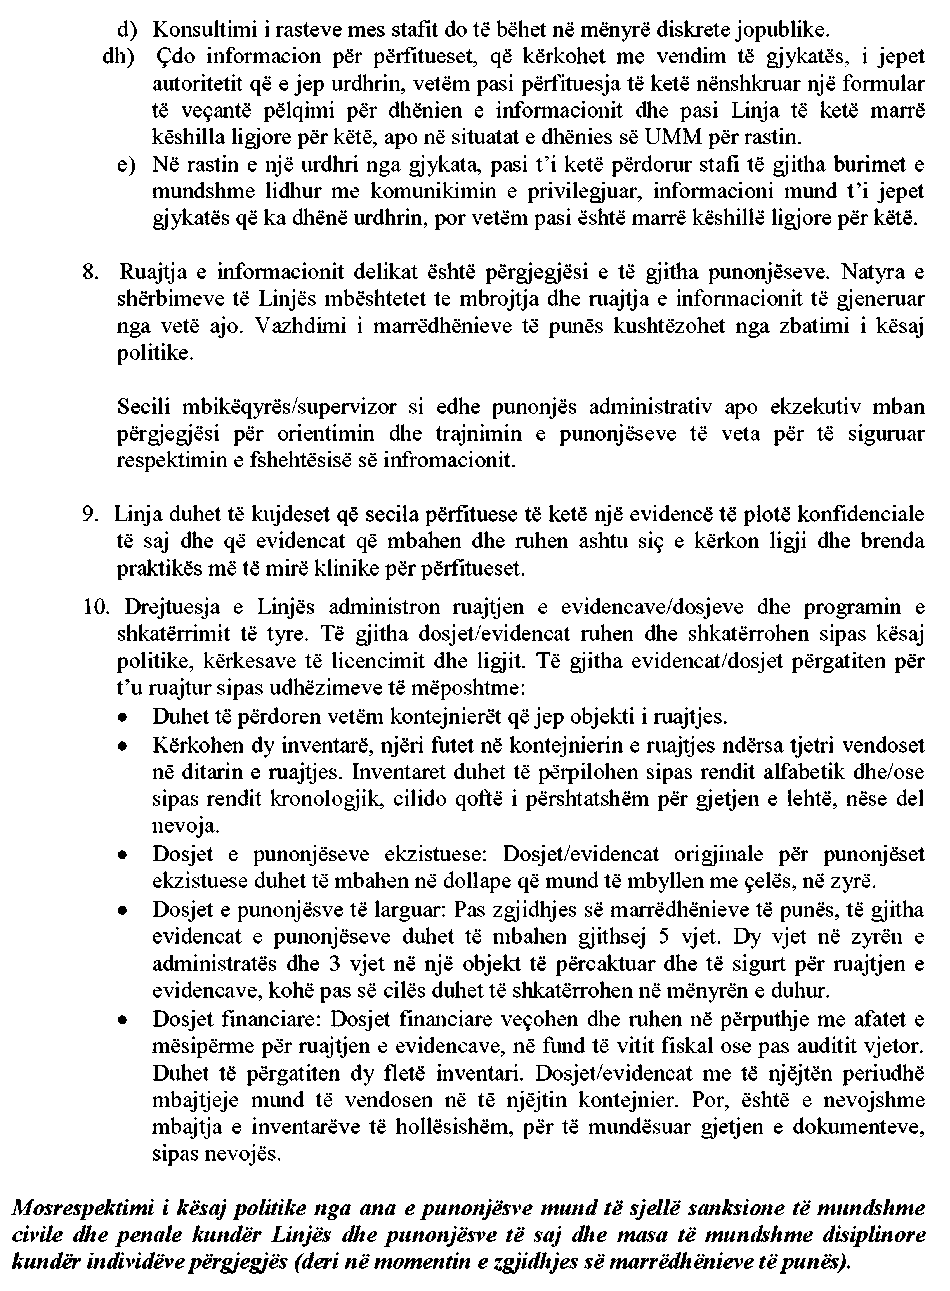 d) Konsultimi i rasteve mes stafit do të bëhet në mënyrë diskrete jopublike.
dh) Çdo informacion për përfitueset, që kërkohet me vendim të gjykatës, i jepet
autoritetit që e jep urdhrin, vetëm pasi përfituesja të ketë nënshkruar një formular
të veçantë pëlqimi për dhënien e informacionit dhe pasi Linja të ketë marrë
këshilla ligjore për këtë, apo në situatat e dhënies së UMM për rastin.
e) Në rastin e një urdhri nga gjykata, pasi t’i ketë përdorur stafi të gjitha burimet e
mundshme lidhur me komunikimin e privilegjuar, informacioni mund t’i jepet
gjykatës që ka dhënë urdhrin, por vetëm pasi është marrë këshillë ligjore për këtë.
8. Ruajtja e informacionit delikat është përgjegjësi e të gjitha punonjëseve. Natyra e
shërbimeve të Linjës mbështetet te mbrojtja dhe ruajtja e informacionit të gjeneruar
nga vetë ajo. Vazhdimi i marrëdhënieve të punës kushtëzohet nga zbatimi i kësaj
politike.
Secili mbikëqyrës/supervizor si edhe punonjës administrativ apo ekzekutiv mban
përgjegjësi për orientimin dhe trajnimin e punonjëseve të veta për të siguruar
respektimin e fshehtësisë së infromacionit.
9. Linja duhet të kujdeset që secila përfituese të ketë një evidencë të plotë konfidenciale
të saj dhe që evidencat që mbahen dhe ruhen ashtu siç e kërkon ligji dhe brenda
praktikës më të mirë klinike për përfitueset.
10. Drejtuesja e Linjës administron ruajtjen e evidencave/dosjeve dhe programin e
shkatërrimit të tyre. Të gjitha dosjet/evidencat ruhen dhe shkatërrohen sipas kësaj
politike, kërkesave të licencimit dhe ligjit. Të gjitha evidencat/dosjet përgatiten për
t’u ruajtur sipas udhëzimeve të mëposhtme:
• Duhet të përdoren vetëm kontejnierët që jep objekti i ruajtjes.
• Kërkohen dy inventarë, njëri futet në kontejnierin e ruajtjes ndërsa tjetri vendoset
në ditarin e ruajtjes. Inventaret duhet të përpilohen sipas rendit alfabetik dhe/ose
sipas rendit kronologjik, cilido qoftë i përshtatshëm për gjetjen e lehtë, nëse del
nevoja.
• Dosjet e punonjëseve ekzistuese: Dosjet/evidencat origjinale për punonjëset
ekzistuese duhet të mbahen në dollape që mund të mbyllen me çelës, në zyrë.
• Dosjet e punonjësve të larguar: Pas zgjidhjes së marrëdhënieve të punës, të gjitha
evidencat e punonjëseve duhet të mbahen gjithsej 5 vjet. Dy vjet në zyrën e
administratës dhe 3 vjet në një objekt të përcaktuar dhe të sigurt për ruajtjen e
evidencave, kohë pas së cilës duhet të shkatërrohen në mënyrën e duhur.
• Dosjet financiare: Dosjet financiare veçohen dhe ruhen në përputhje me afatet e
mësipërme për ruajtjen e evidencave, në fund të vitit fiskal ose pas auditit vjetor.
Duhet të përgatiten dy fletë inventari. Dosjet/evidencat me të njëjtën periudhë
mbajtjeje mund të vendosen në të njëjtin kontejnier. Por, është e nevojshme
mbajtja e inventarëve të hollësishëm, për të mundësuar gjetjen e dokumenteve,
sipas nevojës.
Mosrespektimi i kësaj politike nga ana e punonjësve mund të sjellë sanksione të mundshme
civile dhe penale kundër Linjës dhe punonjësve të saj dhe masa të mundshme disiplinore
kundër individëve përgjegjës (deri në momentin e zgjidhjes së marrëdhënieve të punës).